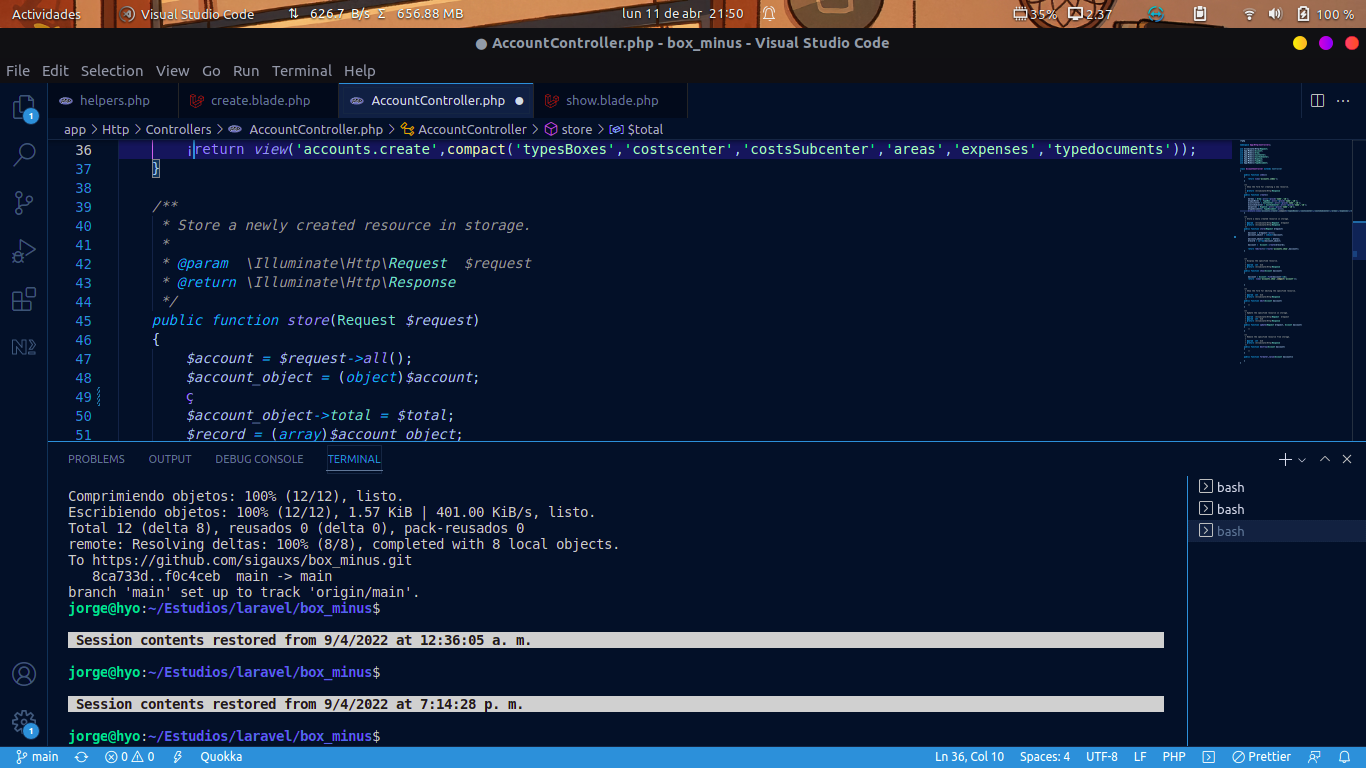 Actividades Visual Studio Code 626.7 B/s Σ 656.88 MB lun 11 de abr 21:50 35% 2.37 100 %
AccountController.php - box_minus - Visual Studio Code
File Edit Selection View Go Run Terminal Help
helpers.php create.blade.php AccountController.php show.blade.php
app > Http > Controllers > AccountController.php > AccountController > store > $total
36 ¡return view('accounts.create',compact('typesBoxes','costscenter','costsSubcenter','areas','expenses','typedocuments'));
37 }
38
39 /**
40 * Store a newly created resource in storage.
41 *
42 * @param \Illuminate\Http\Request $request
43 * @return \Illuminate\Http\Response
44 */
45 public function store(Request $request)
46 {
47 $account = $request->all();
48 $account_object = (object)$account;
49 ç
50 $account_object->total = $total;
51 $record = (array)$account_object;
PROBLEMS OUTPUT DEBUG CONSOLE TERMINAL
Comprimiendo objetos: 100% (12/12), listo.
Escribiendo objetos: 100% (12/12), 1.57 KiB | 401.00 KiB/s, listo.
Total 12 (delta 8), reusados 0 (delta 0), pack-reusados 0
remote: Resolving deltas: 100% (8/8), completed with 8 local objects.
To https://github.com/sigauxs/box_minus.git
8ca733d..f0c4ceb main -> main
branch 'main' set up to track 'origin/main'.
jorge@hyo:~/Estudios/laravel/box_minus$
Session contents restored from 9/4/2022 at 12:36:05 a. m.
jorge@hyo:~/Estudios/laravel/box_minus$
Session contents restored from 9/4/2022 at 7:14:28 p. m.
jorge@hyo:~/Estudios/laravel/box_minus$
bash
bash
bash
1
1
main 0 0 Quokka Ln 36, Col 10 Spaces: 4 UTF-8 LF PHP Prettier